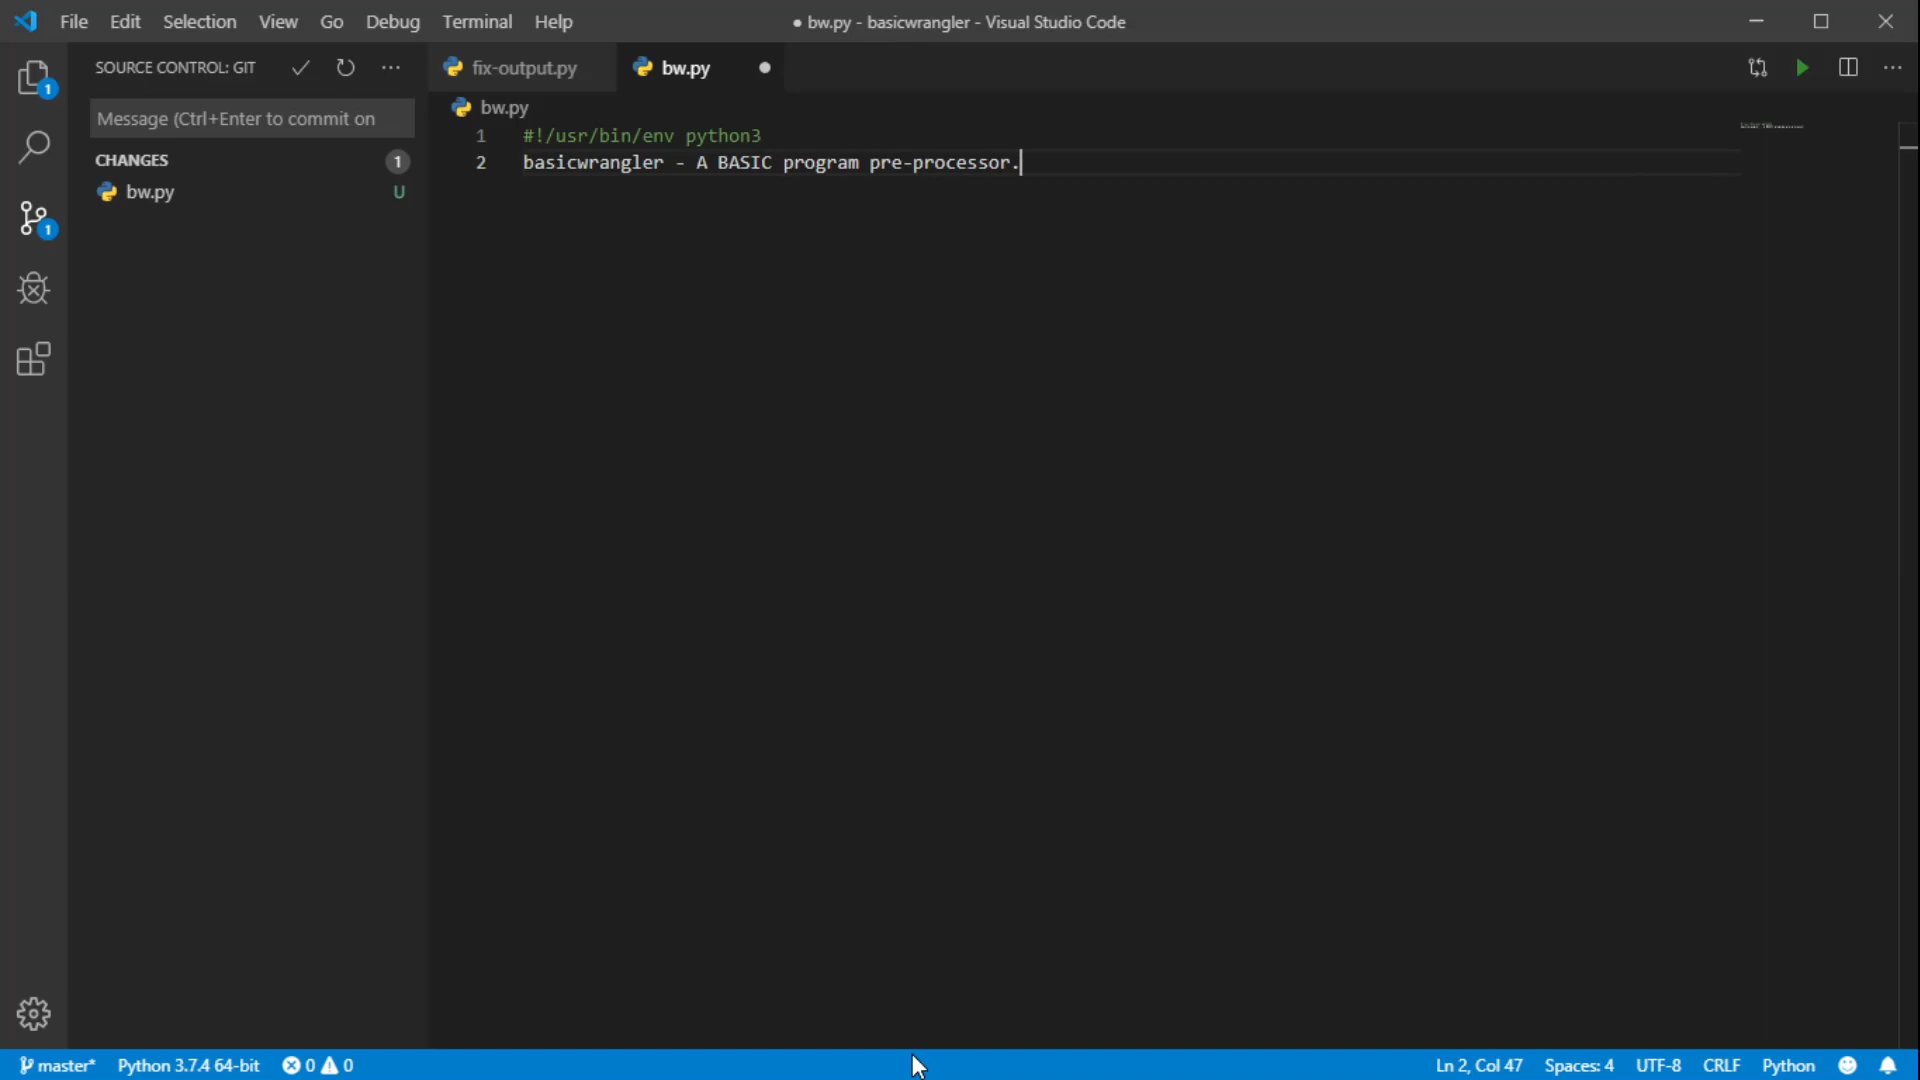 File Edit Selection View Go Debug Terminal Help
● bw.py - basicwrangler - Visual Studio Code
SOURCE CONTROL: GIT
fix-output.py
bw.py
1
Message (Ctrl+Enter to commit on
CHANGES 1
bw.py U
1
bw.py
1 #!/usr/bin/env python3
2 basicwrangler - A BASIC program pre-processor.
master* Python 3.7.4 64-bit 0 0
Ln 2, Col 47 Spaces: 4 UTF-8 CRLF Python